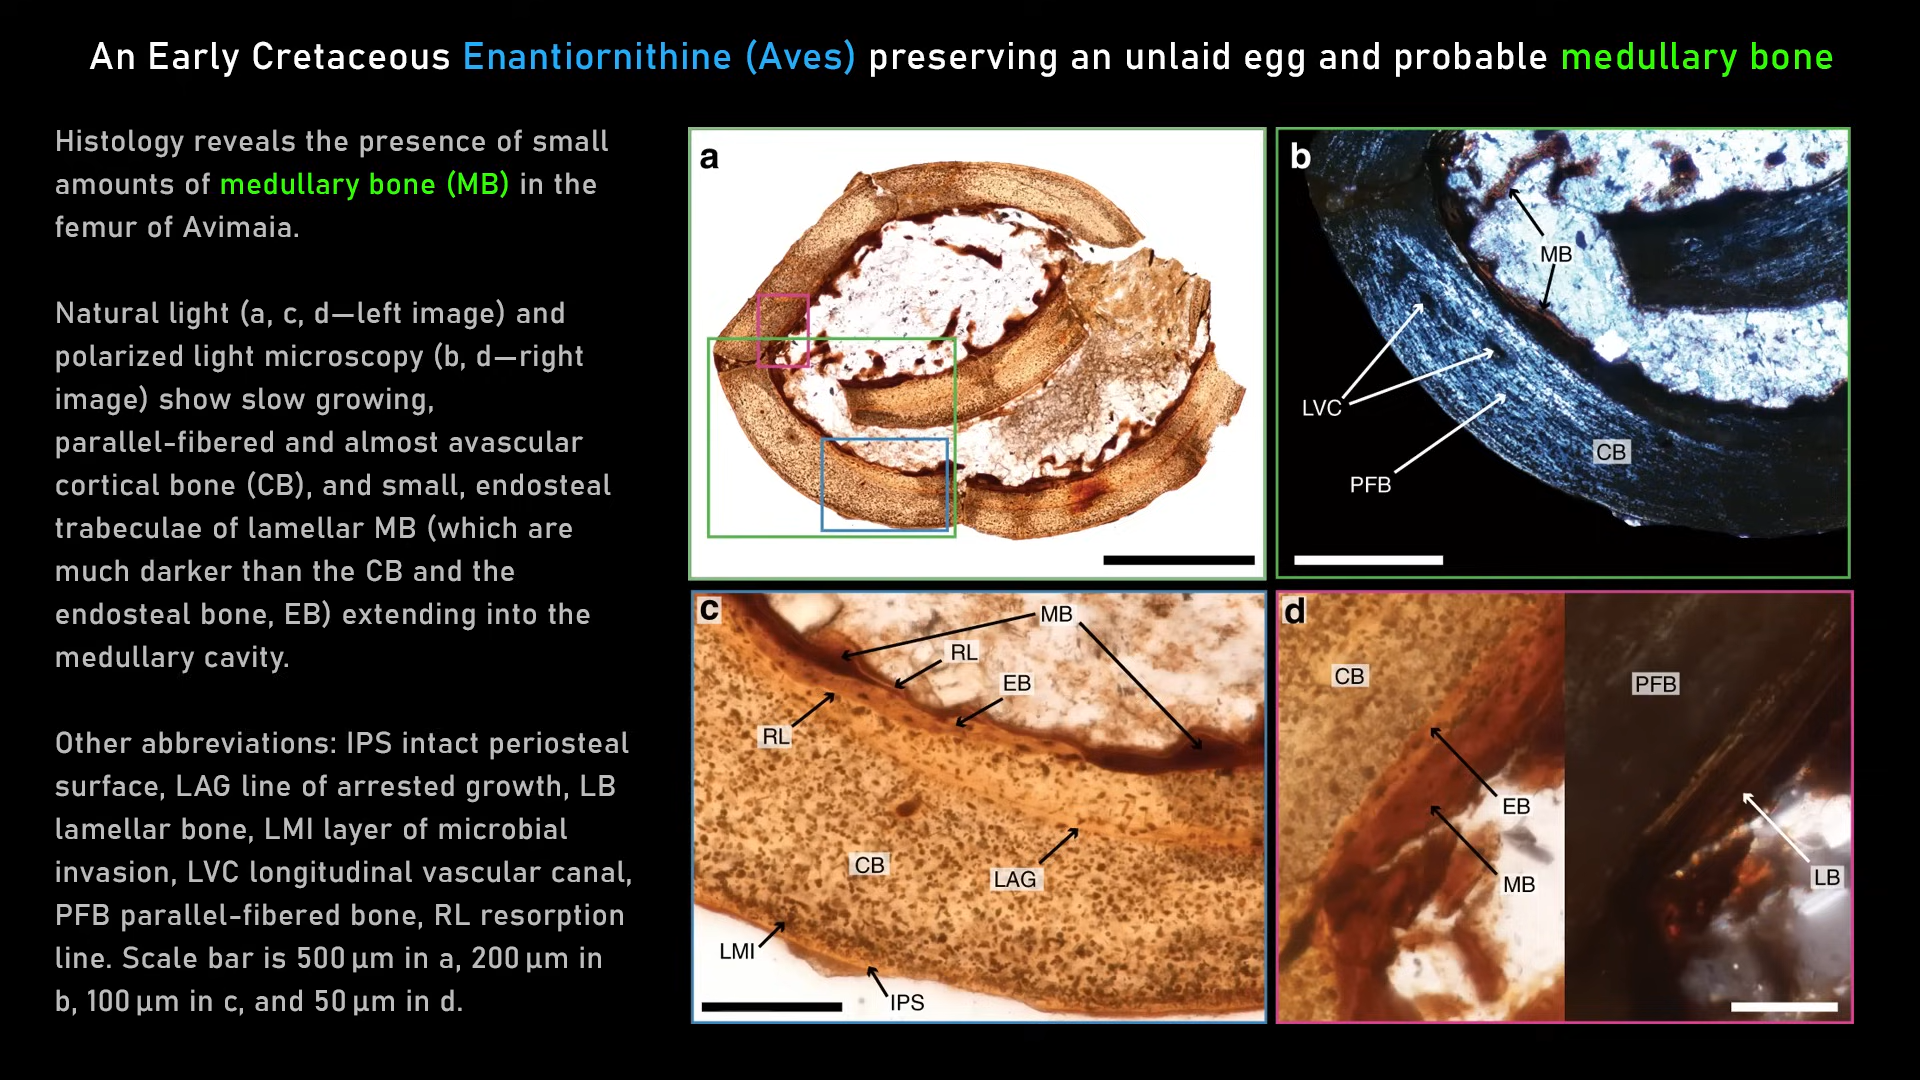 An Early Cretaceous Enantiornithine (Aves) preserving an unlaid egg and probable medullary bone
Histology reveals the presence of small
amounts of medullary bone (MB) in the
femur of Avimaia.
Natural light (a, c, d—left image) and
polarized light microscopy (b, d—right
image) show slow growing,
parallel-fibered and almost avascular
cortical bone (CB), and small, endosteal
trabeculae of lamellar MB (which are
much darker than the CB and the
endosteal bone, EB) extending into the
medullary cavity.
Other abbreviations: IPS intact periosteal
surface, LAG line of arrested growth, LB
lamellar bone, LMI layer of microbial
invasion, LVC longitudinal vascular canal,
PFB parallel-fibered bone, RL resorption
line. Scale bar is 500 µm in a, 200 µm in
b, 100 µm in c, and 50 µm in d.
a
b
MB
LVC
CB
PFB
c
MB
RL
EB
RL
CB
LAG
LMI
IPS
d
CB
PFB
EB
MB
LB